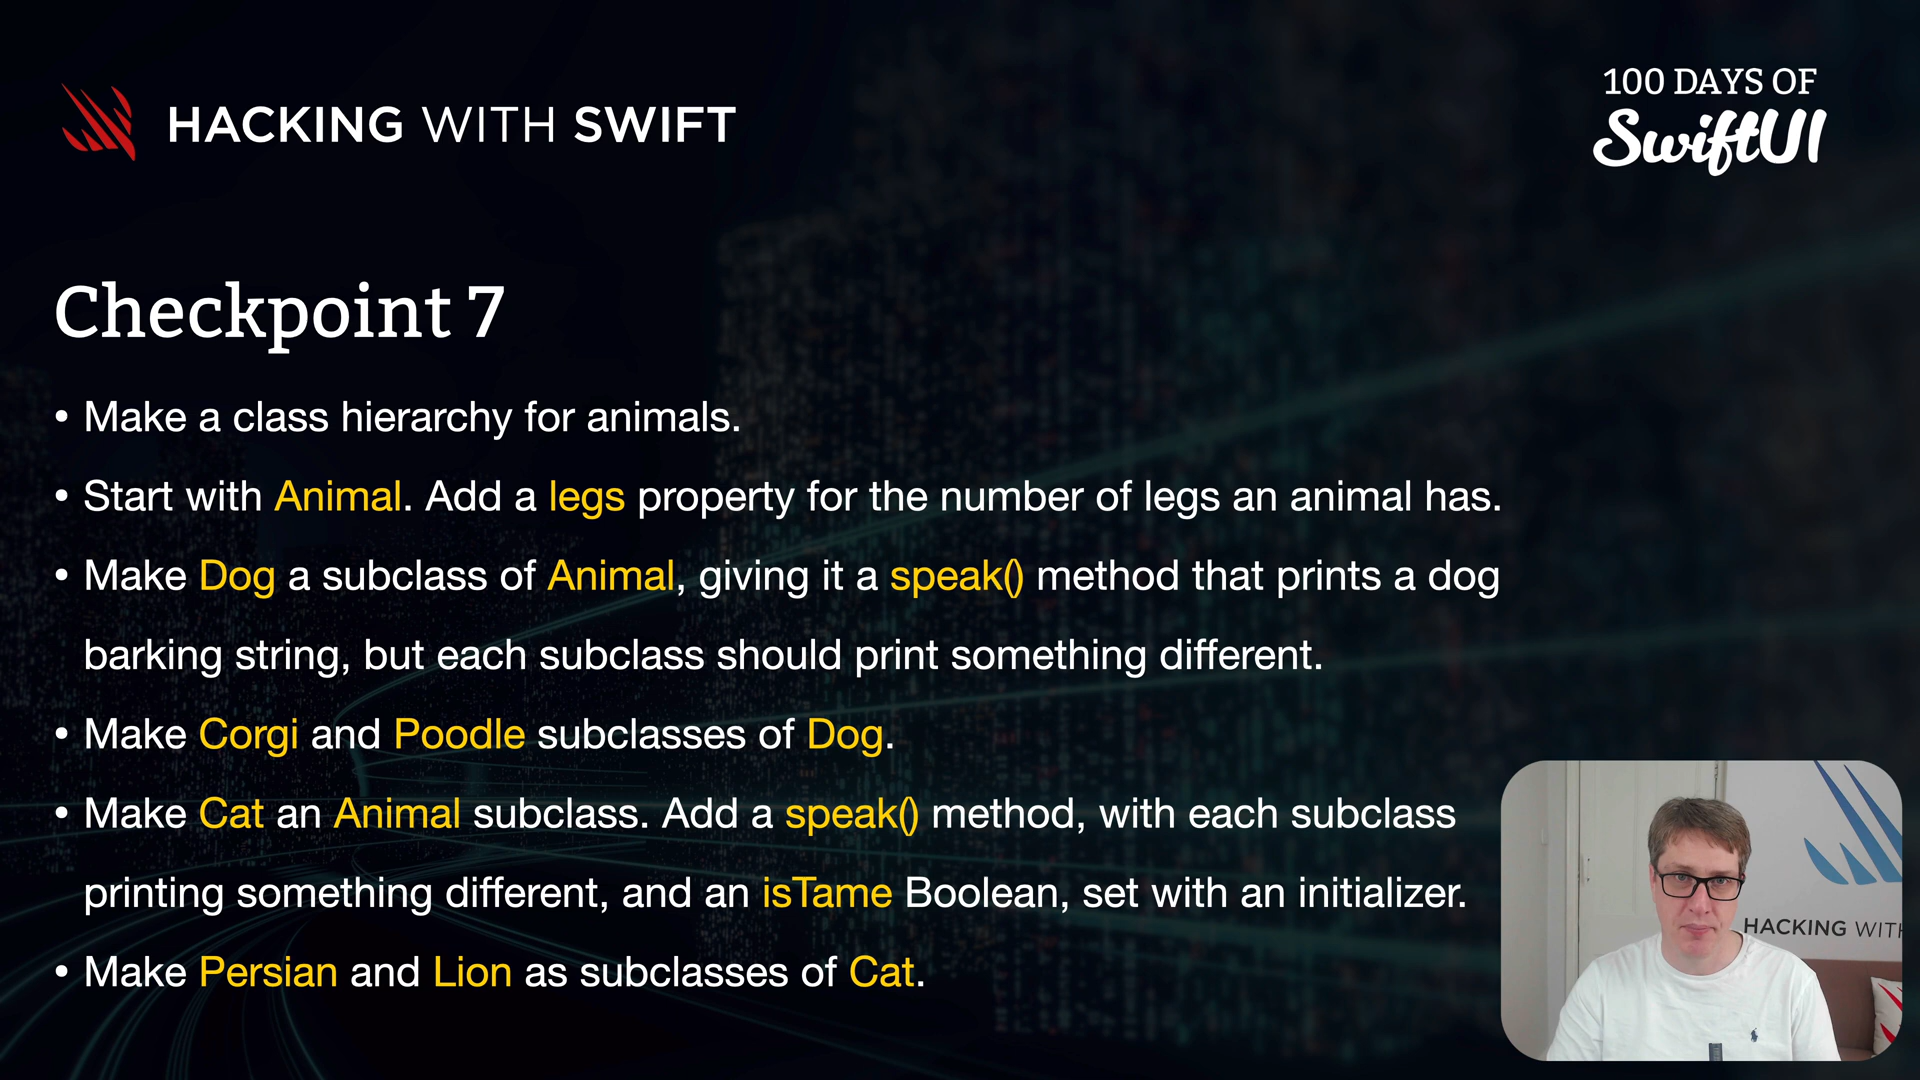 HACKING WITH SWIFT
100 DAYS OF
SwiftUI
Checkpoint 7
• Make a class hierarchy for animals.
• Start with Animal. Add a legs property for the number of legs an animal has.
• Make Dog a subclass of Animal, giving it a speak() method that prints a dog
barking string, but each subclass should print something different.
• Make Corgi and Poodle subclasses of Dog.
• Make Cat an Animal subclass. Add a speak() method, with each subclass
printing something different, and an isTame Boolean, set with an initializer.
• Make Persian and Lion as subclasses of Cat.
HACKING WITH